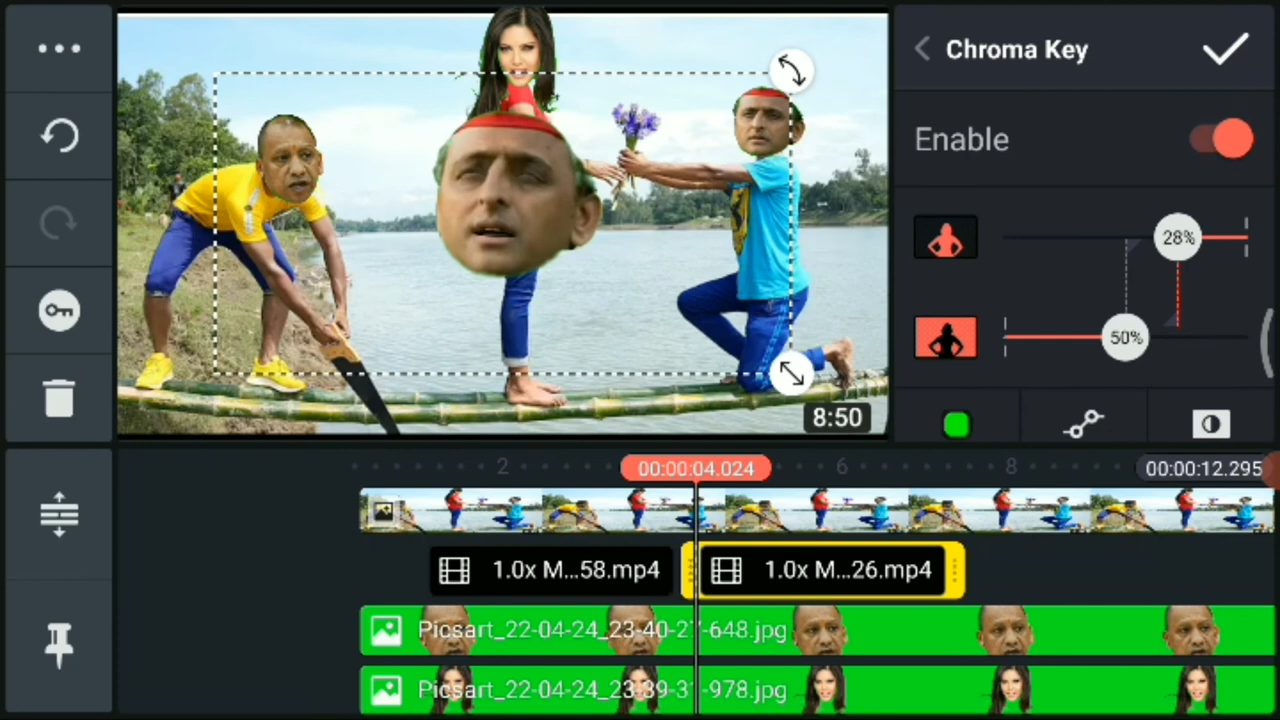 Chroma Key
Enable
28%
50%
8:50
2
00:00:04.024
6
8
00:00:12.295
1.0x M...58.mp4
1.0x M...26.mp4
Picsart_22-04-24_23-40-27-648.jpg
Picsart_22-04-24_23-39-31-978.jpg